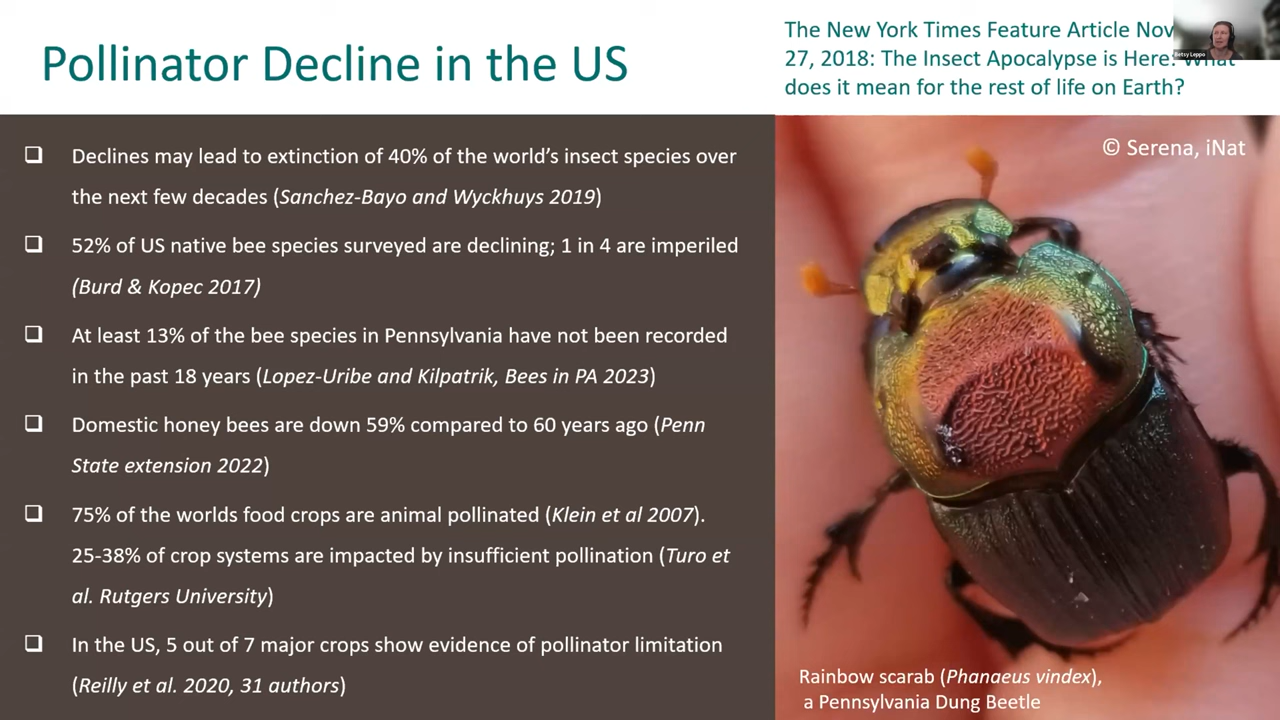 Pollinator Decline in the US
The New York Times Feature Article Nov
27, 2018: The Insect Apocalypse is Here: What
does it mean for the rest of life on Earth?
Betsy Leppo
Declines may lead to extinction of 40% of the world's insect species over
the next few decades (Sanchez-Bayo and Wyckhuys 2019)
52% of US native bee species surveyed are declining; 1 in 4 are imperiled
(Burd & Kopec 2017)
At least 13% of the bee species in Pennsylvania have not been recorded
in the past 18 years (Lopez-Uribe and Kilpatrik, Bees in PA 2023)
Domestic honey bees are down 59% compared to 60 years ago (Penn
State extension 2022)
75% of the worlds food crops are animal pollinated (Klein et al 2007).
25-38% of crop systems are impacted by insufficient pollination (Turo et
al. Rutgers University)
In the US, 5 out of 7 major crops show evidence of pollinator limitation
(Reilly et al. 2020, 31 authors)
© Serena, iNat
Rainbow scarab (Phanaeus vindex),
a Pennsylvania Dung Beetle